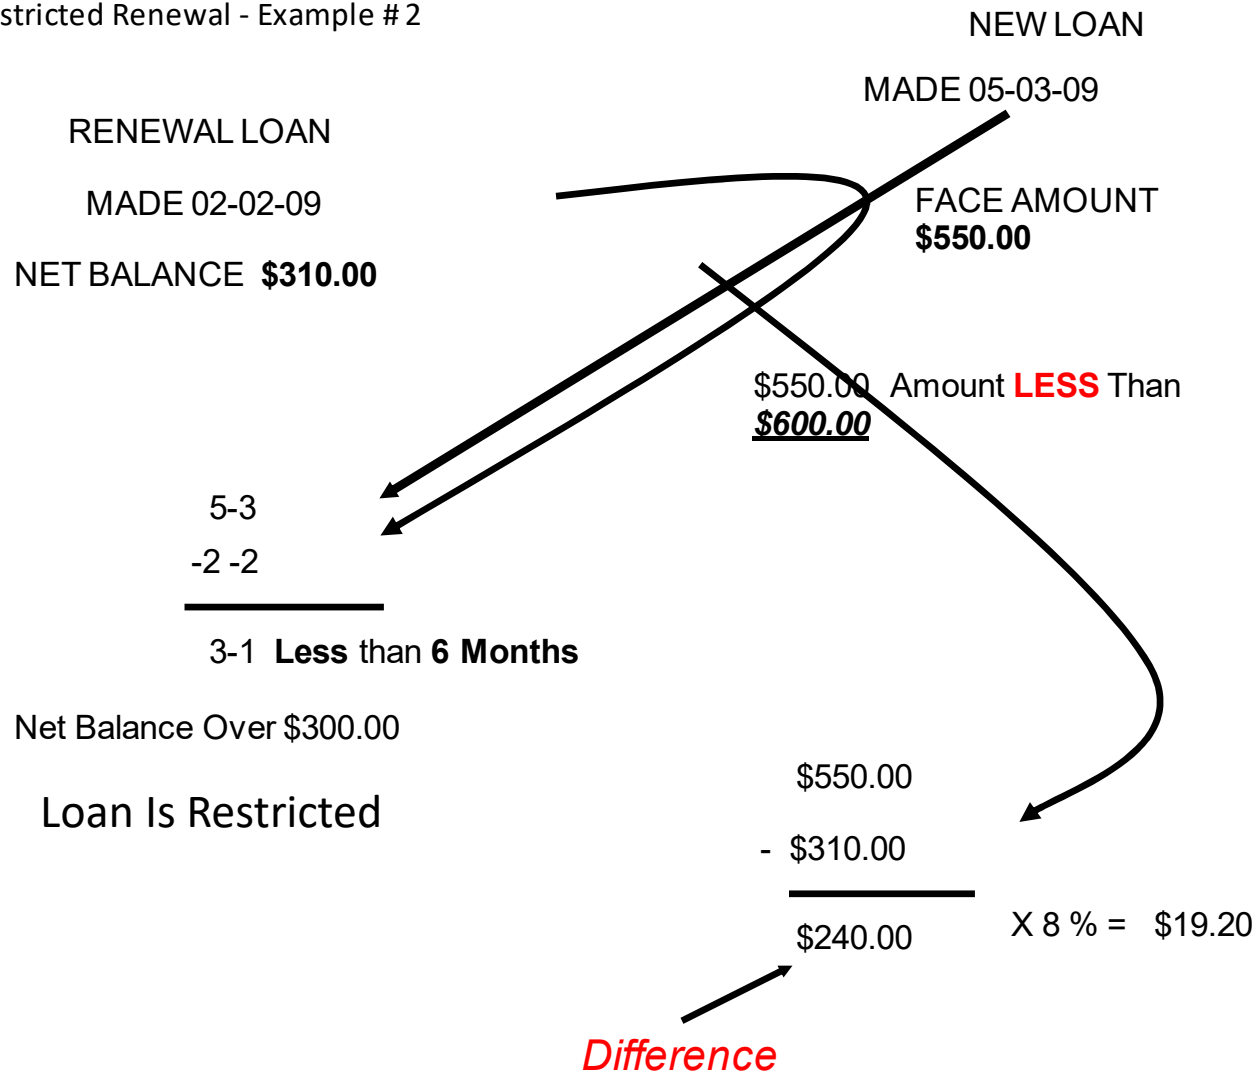 stricted Renewal - Example # 2
NEW LOAN
MADE 05-03-09
RENEWAL LOAN
MADE 02-02-09
FACE AMOUNT
$550.00
NET BALANCE $310.00
$550.00 Amount LESS Than
$600.00
5-3
-2 -2
3-1 Less than 6 Months
Net Balance Over $300.00
Loan Is Restricted
$550.00
- $310.00
$240.00
X 8 % = $19.20
Difference